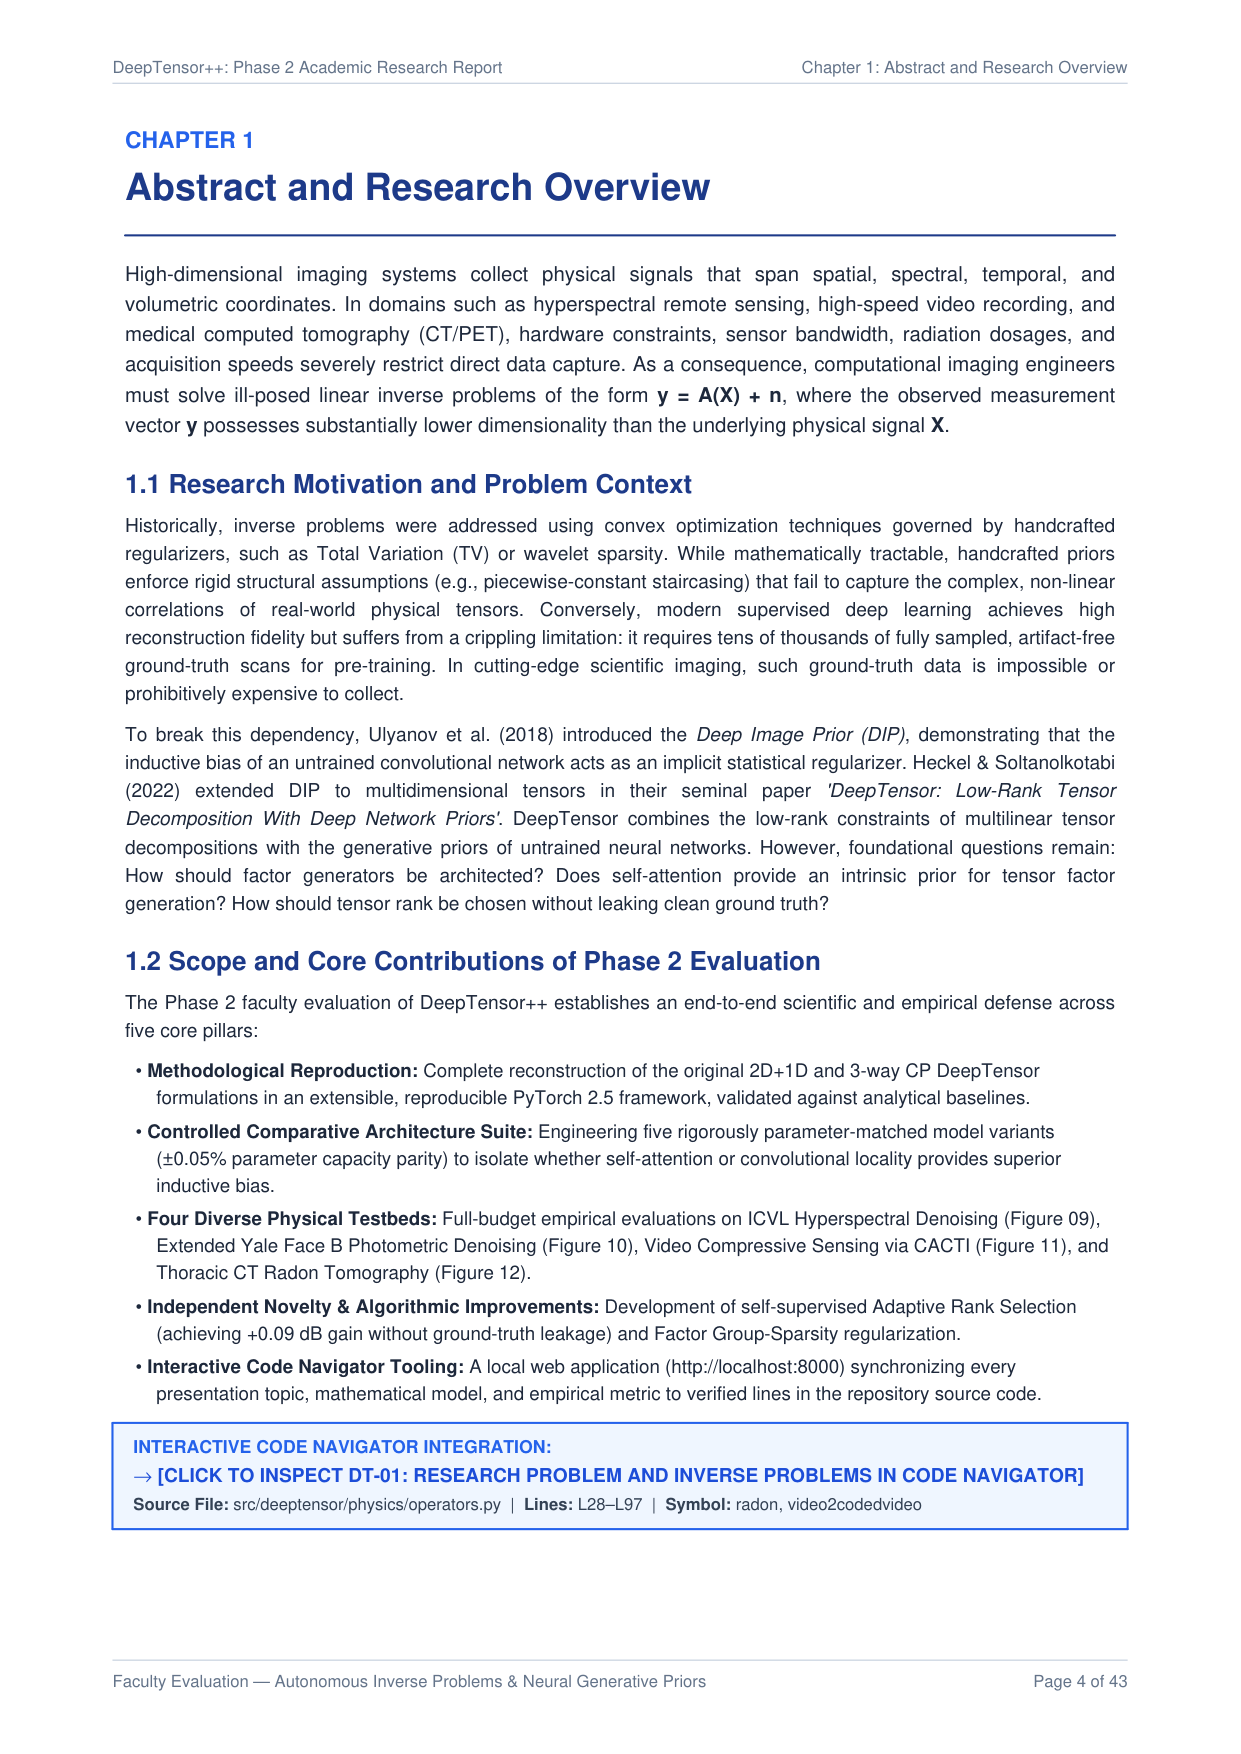 DeepTensor++: Phase 2 Academic Research Report
Chapter 1: Abstract and Research Overview
CHAPTER 1
Abstract and Research Overview
High-dimensional imaging systems collect physical signals that span spatial, spectral, temporal, and
volumetric coordinates. In domains such as hyperspectral remote sensing, high-speed video recording, and
medical computed tomography (CT/PET), hardware constraints, sensor bandwidth, radiation dosages, and
acquisition speeds severely restrict direct data capture. As a consequence, computational imaging engineers
must solve ill-posed linear inverse problems of the form y = A(X) + n, where the observed measurement
vector y possesses substantially lower dimensionality than the underlying physical signal X.
1.1 Research Motivation and Problem Context
Historically, inverse problems were addressed using convex optimization techniques governed by handcrafted
regularizers, such as Total Variation (TV) or wavelet sparsity. While mathematically tractable, handcrafted priors
enforce rigid structural assumptions (e.g., piecewise-constant staircasing) that fail to capture the complex, non-linear
correlations of real-world physical tensors. Conversely, modern supervised deep learning achieves high
reconstruction fidelity but suffers from a crippling limitation: it requires tens of thousands of fully sampled, artifact-free
ground-truth scans for pre-training. In cutting-edge scientific imaging, such ground-truth data is impossible or
prohibitively expensive to collect.
To break this dependency, Ulyanov et al. (2018) introduced the Deep Image Prior (DIP), demonstrating that the
inductive bias of an untrained convolutional network acts as an implicit statistical regularizer. Heckel & Soltanolkotabi
(2022) extended DIP to multidimensional tensors in their seminal paper 'DeepTensor: Low-Rank Tensor
Decomposition With Deep Network Priors'. DeepTensor combines the low-rank constraints of multilinear tensor
decompositions with the generative priors of untrained neural networks. However, foundational questions remain:
How should factor generators be architected? Does self-attention provide an intrinsic prior for tensor factor
generation? How should tensor rank be chosen without leaking clean ground truth?
1.2 Scope and Core Contributions of Phase 2 Evaluation
The Phase 2 faculty evaluation of DeepTensor++ establishes an end-to-end scientific and empirical defense across
five core pillars:
• Methodological Reproduction: Complete reconstruction of the original 2D+1D and 3-way CP DeepTensor
formulations in an extensible, reproducible PyTorch 2.5 framework, validated against analytical baselines.
• Controlled Comparative Architecture Suite: Engineering five rigorously parameter-matched model variants
(±0.05% parameter capacity parity) to isolate whether self-attention or convolutional locality provides superior
inductive bias.
• Four Diverse Physical Testbeds: Full-budget empirical evaluations on ICVL Hyperspectral Denoising (Figure 09),
Extended Yale Face B Photometric Denoising (Figure 10), Video Compressive Sensing via CACTI (Figure 11), and
Thoracic CT Radon Tomography (Figure 12).
• Independent Novelty & Algorithmic Improvements: Development of self-supervised Adaptive Rank Selection
(achieving +0.09 dB gain without ground-truth leakage) and Factor Group-Sparsity regularization.
• Interactive Code Navigator Tooling: A local web application (http://localhost:8000) synchronizing every
presentation topic, mathematical model, and empirical metric to verified lines in the repository source code.
INTERACTIVE CODE NAVIGATOR INTEGRATION:
→ [CLICK TO INSPECT DT-01: RESEARCH PROBLEM AND INVERSE PROBLEMS IN CODE NAVIGATOR]
Source File: src/deeptensor/physics/operators.py | Lines: L28–L97 | Symbol: radon, video2codedvideo
Faculty Evaluation — Autonomous Inverse Problems & Neural Generative Priors
Page 4 of 43